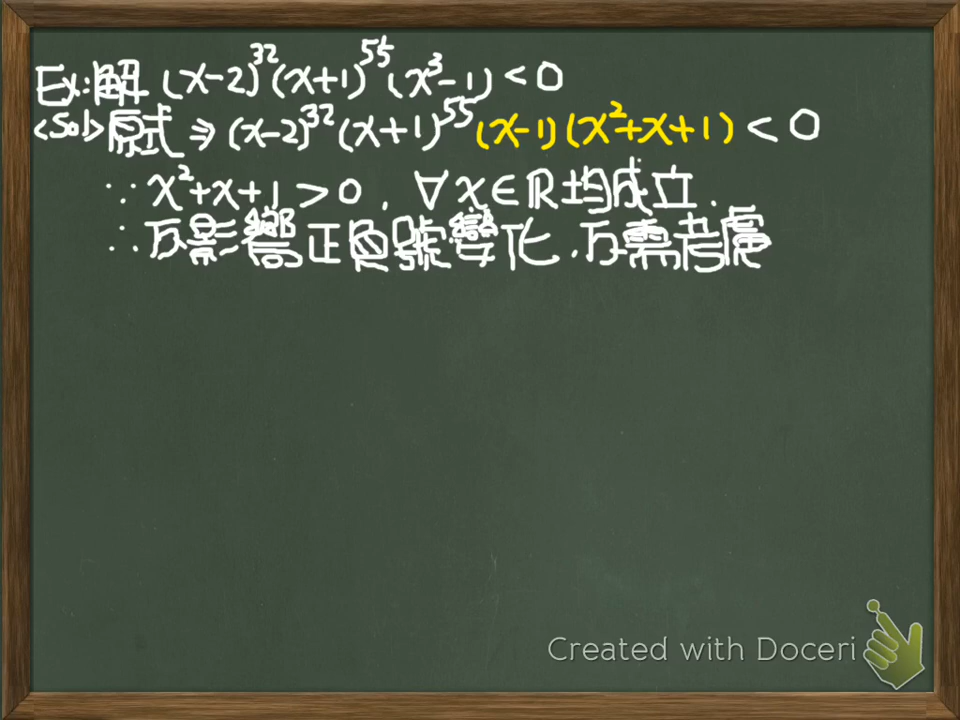 Ex:解 (x-2)^32 (x+1)^55 (x^3-1) < 0
<Sol>原式 ⇒ (x-2)^32 (x+1)^55 (x-1)(x^2+x+1) < 0
∵ x^2+x+1 > 0 , ∀x∈ℝ均成立.
∴ 不影響正負號變化,不需考慮
Created with Doceri